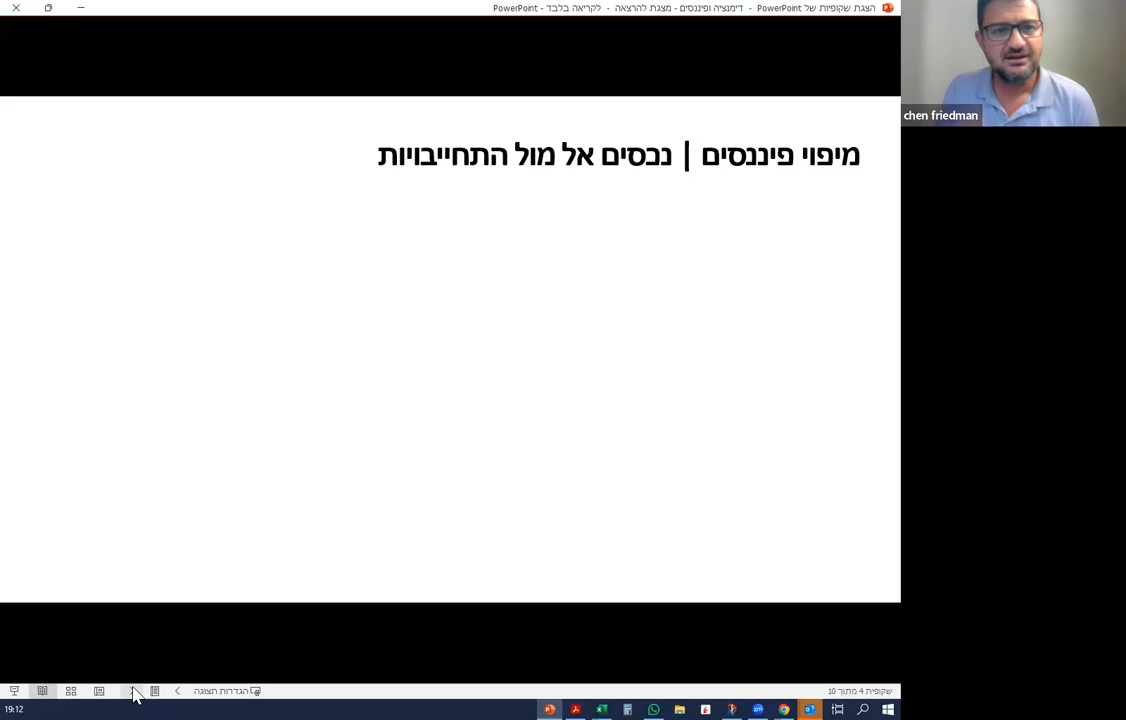 הצגת שקופיות של PowerPoint - דימנציה ופיננסים - מצגת להרצאה - לקריאה בלבד - PowerPoint
chen friedman
מיפוי פיננסים | נכסים אל מול התחייבויות
שקופית 4 מתוך 10
הגדרות תצוגה
19:12